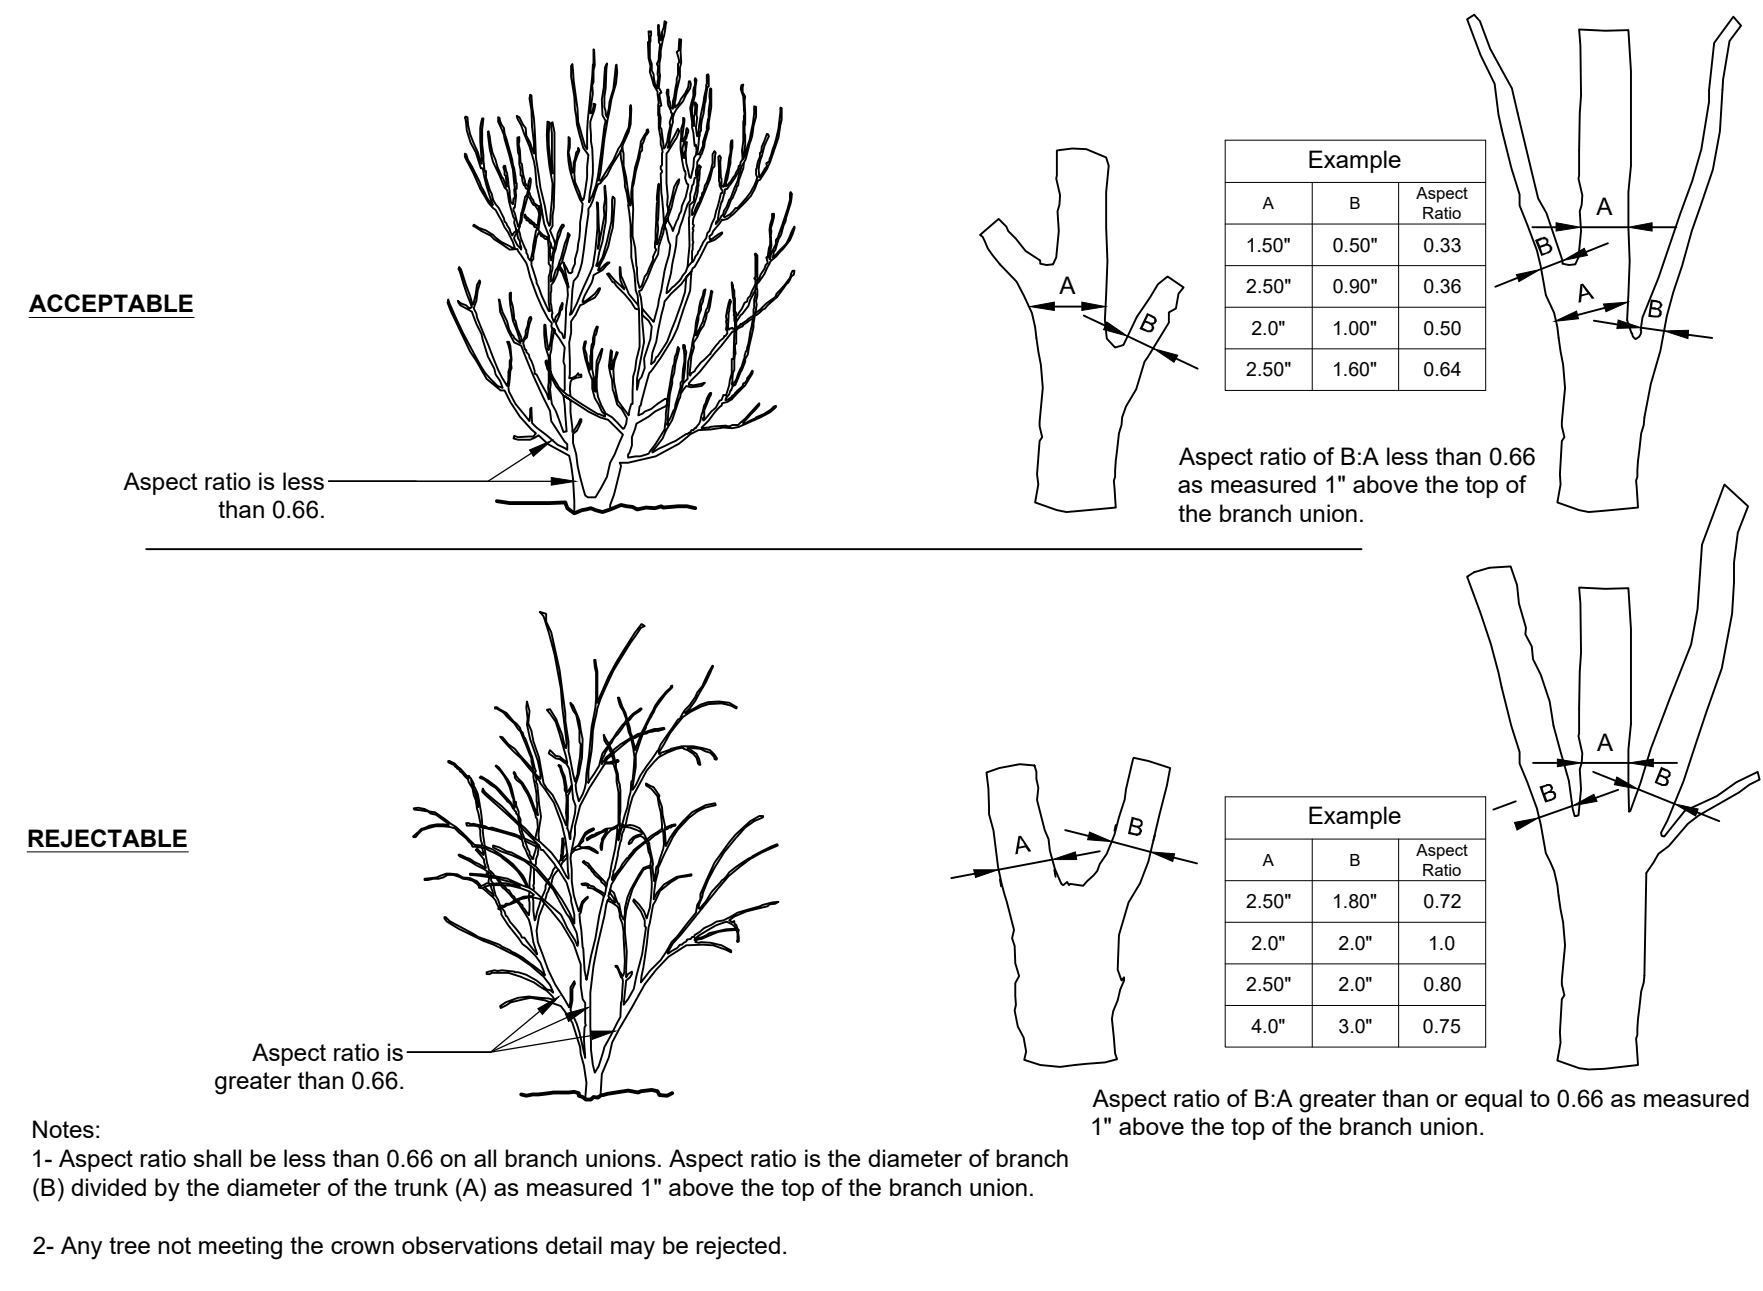 ACCEPTABLE
Aspect ratio is less
than 0.66.
A
B
Example
A B Aspect Ratio
1.50" 0.50" 0.33
2.50" 0.90" 0.36
2.0" 1.00" 0.50
2.50" 1.60" 0.64
A
B
A
B
Aspect ratio of B:A less than 0.66
as measured 1" above the top of
the branch union.
REJECTABLE
Aspect ratio is
greater than 0.66.
A
B
Example
A B Aspect Ratio
2.50" 1.80" 0.72
2.0" 2.0" 1.0
2.50" 2.0" 0.80
4.0" 3.0" 0.75
A
B
B
Aspect ratio of B:A greater than or equal to 0.66 as measured
1" above the top of the branch union.
Notes:
1- Aspect ratio shall be less than 0.66 on all branch unions. Aspect ratio is the diameter of branch
(B) divided by the diameter of the trunk (A) as measured 1" above the top of the branch union.
2- Any tree not meeting the crown observations detail may be rejected.